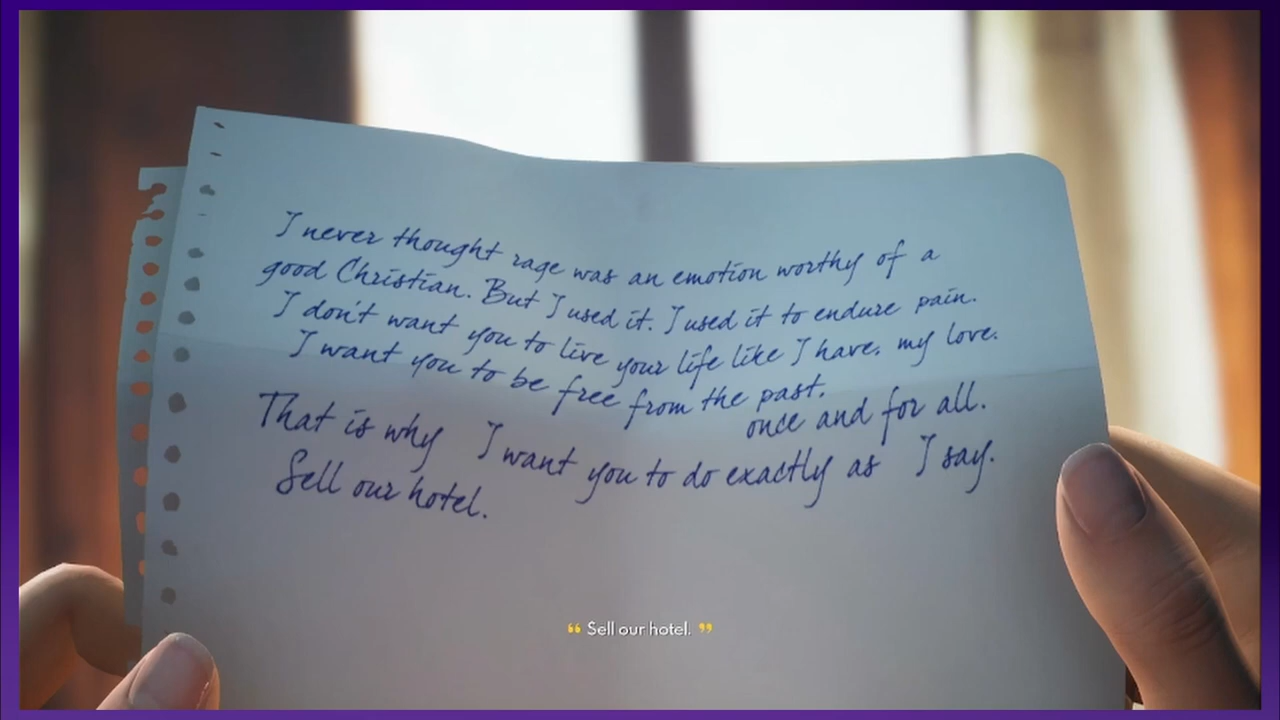 I never thought rage was an emotion worthy of a
good Christian. But I used it. I used it to endure pain.
I don't want you to live your life like I have, my love.
I want you to be free from the past.
once and for all.
That is why I want you to do exactly as I say.
Sell our hotel.
“ Sell our hotel. ”